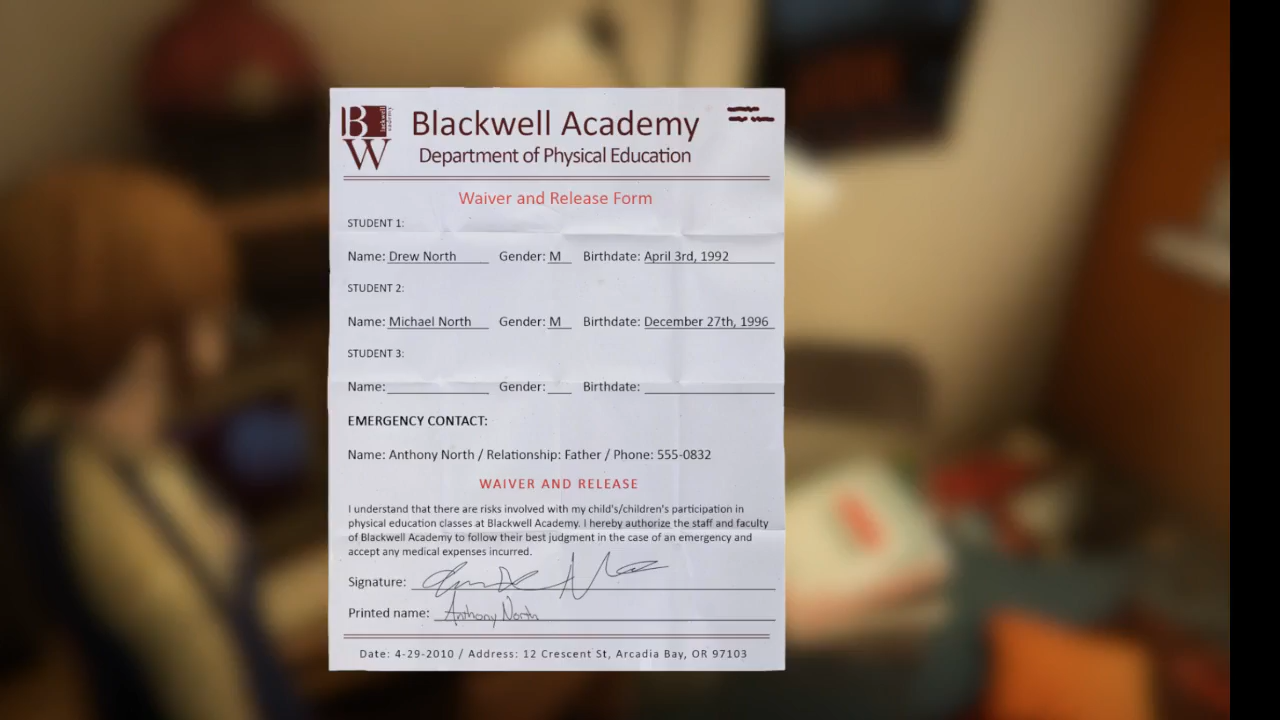 Blackwell Academy
Department of Physical Education
Waiver and Release Form
STUDENT 1:
Name: Drew North Gender: M Birthdate: April 3rd, 1992
STUDENT 2:
Name: Michael North Gender: M Birthdate: December 27th, 1996
STUDENT 3:
Name: Gender: Birthdate:
EMERGENCY CONTACT:
Name: Anthony North / Relationship: Father / Phone: 555-0832
WAIVER AND RELEASE
I understand that there are risks involved with my child's/children's participation in
physical education classes at Blackwell Academy. I hereby authorize the staff and faculty
of Blackwell Academy to follow their best judgment in the case of an emergency and
accept any medical expenses incurred.
Signature:
Printed name: Anthony North
Date: 4-29-2010 / Address: 12 Crescent St, Arcadia Bay, OR 97103